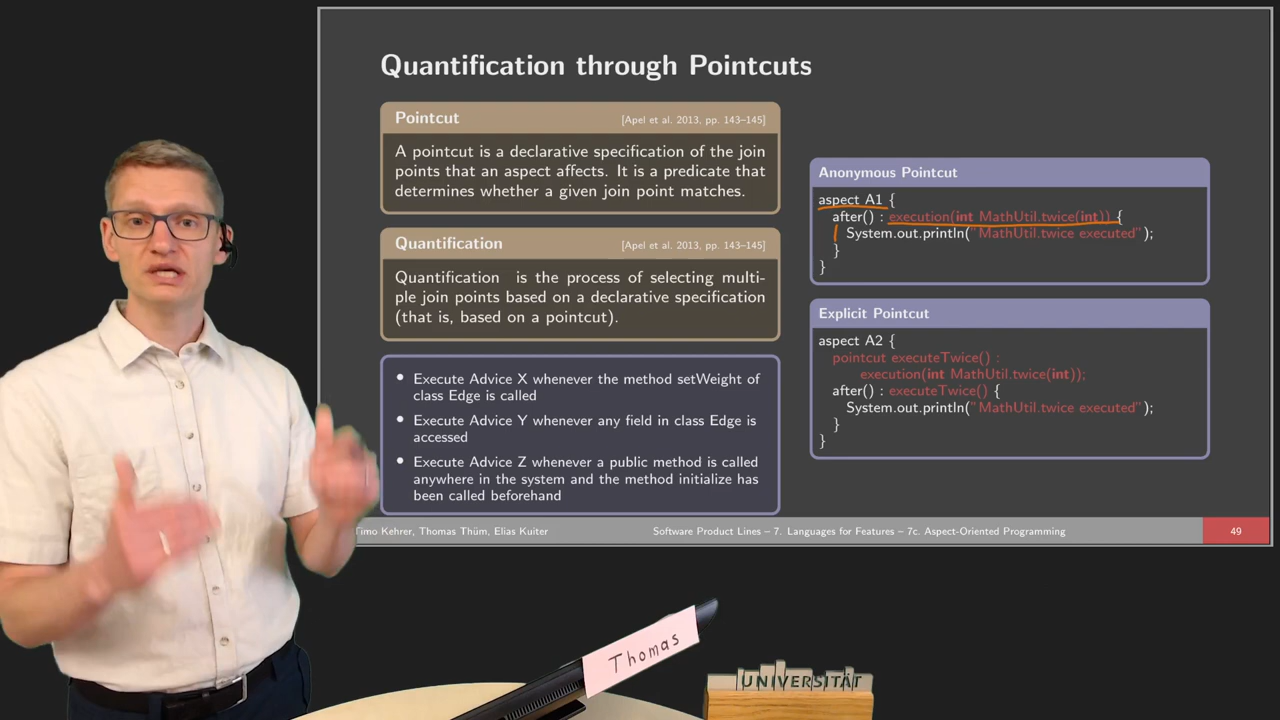 Quantification through Pointcuts
Pointcut [Apel et al. 2013, pp. 143–145]
A pointcut is a declarative specification of the join
points that an aspect affects. It is a predicate that
determines whether a given join point matches.
Quantification [Apel et al. 2013, pp. 143–145]
Quantification is the process of selecting multi-
ple join points based on a declarative specification
(that is, based on a pointcut).
• Execute Advice X whenever the method setWeight of
class Edge is called
• Execute Advice Y whenever any field in class Edge is
accessed
• Execute Advice Z whenever a public method is called
anywhere in the system and the method initialize has
been called beforehand
Anonymous Pointcut
aspect A1 {
after() : execution(int MathUtil.twice(int)) {
System.out.println("MathUtil.twice executed");
}
}
Explicit Pointcut
aspect A2 {
pointcut executeTwice() :
execution(int MathUtil.twice(int));
after() : executeTwice() {
System.out.println("MathUtil.twice executed");
}
}
Timo Kehrer, Thomas Thüm, Elias Kuiter
Software Product Lines – 7. Languages for Features – 7c. Aspect-Oriented Programming
49
Thomas
UNIVERSITÄT